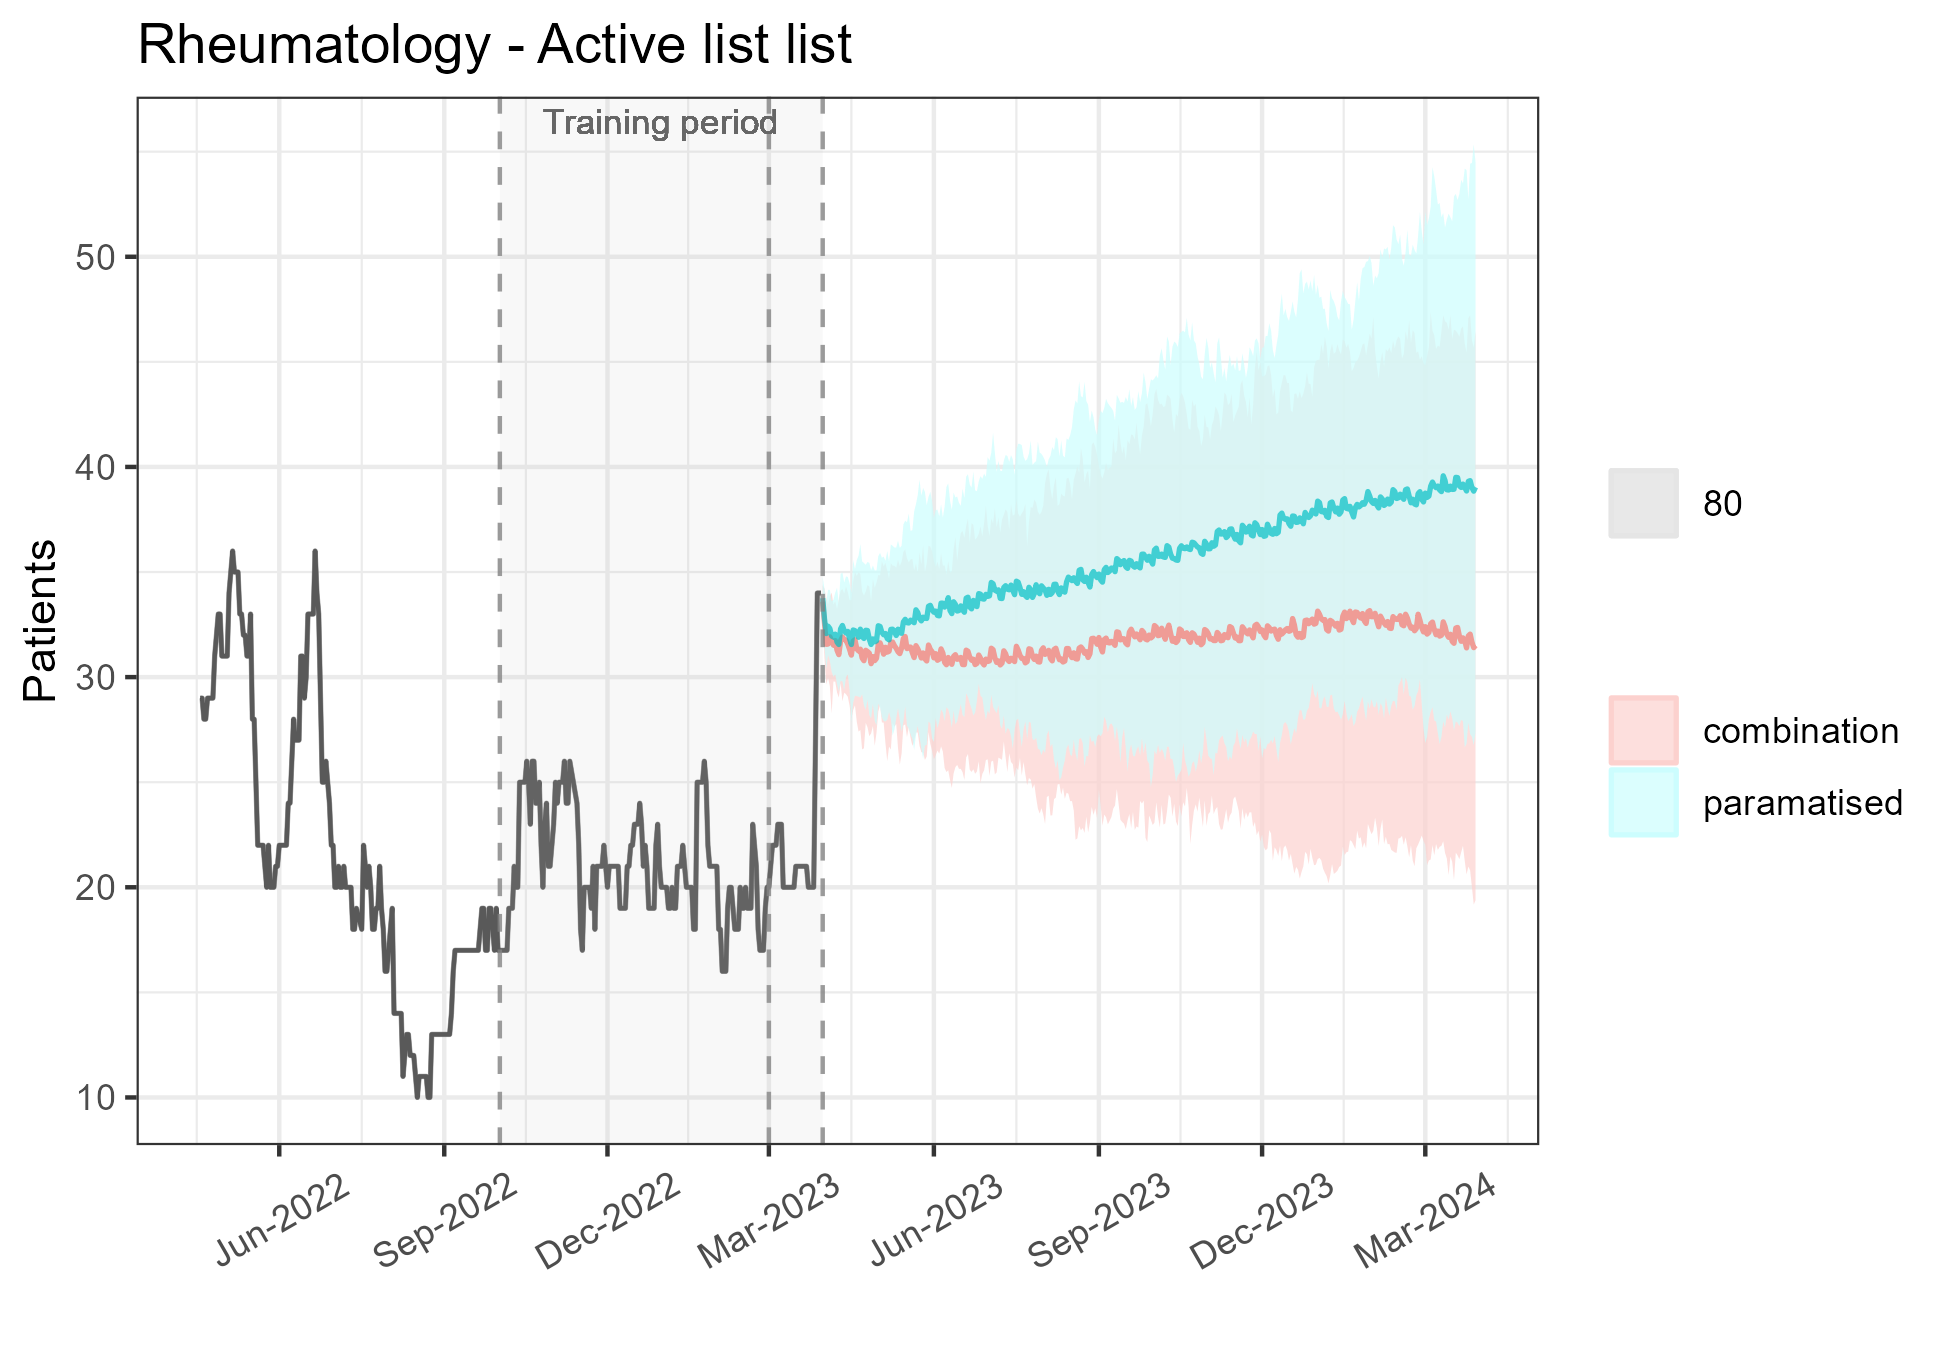 Rheumatology - Active list list
Training period
Patients
50
40
30
20
10
Jun-2022
Sep-2022
Dec-2022
Mar-2023
Jun-2023
Sep-2023
Dec-2023
Mar-2024
80
combination
paramatised